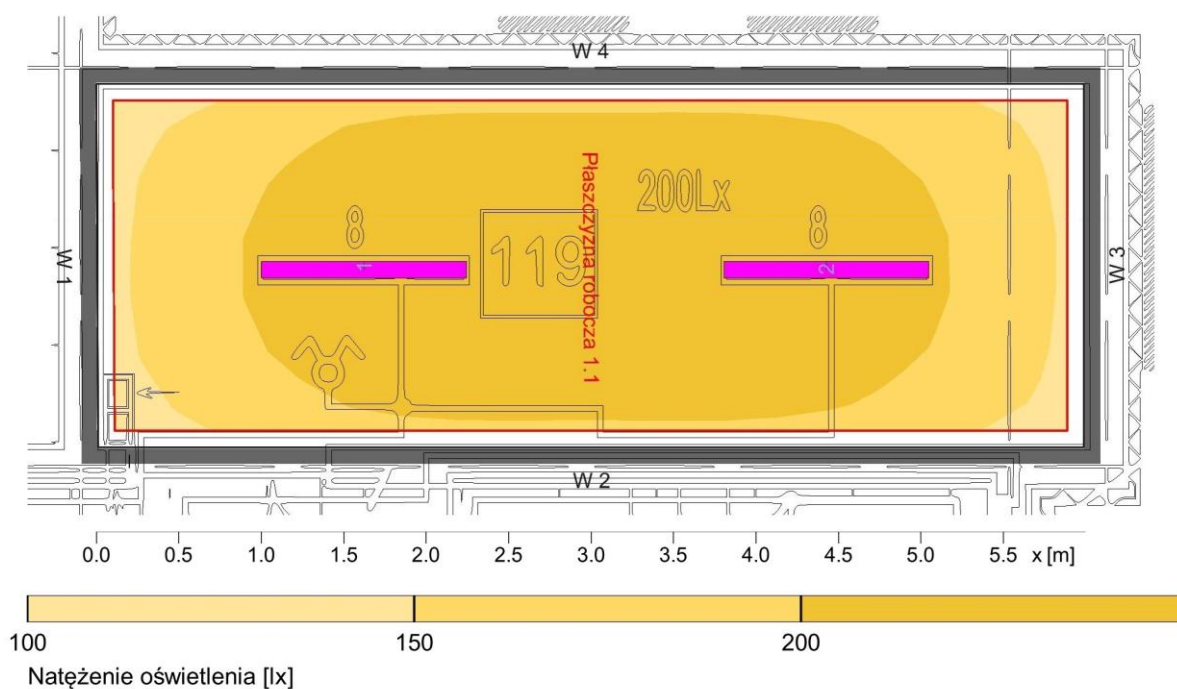 W 4
Płaszczyzna robocza 1.1
200Lx
8
8
119
1
2
W 1
W 3
W 2
0.0 0.5 1.0 1.5 2.0 2.5 3.0 3.5 4.0 4.5 5.0 5.5 x [m]
100 150 200
Natężenie oświetlenia [lx]